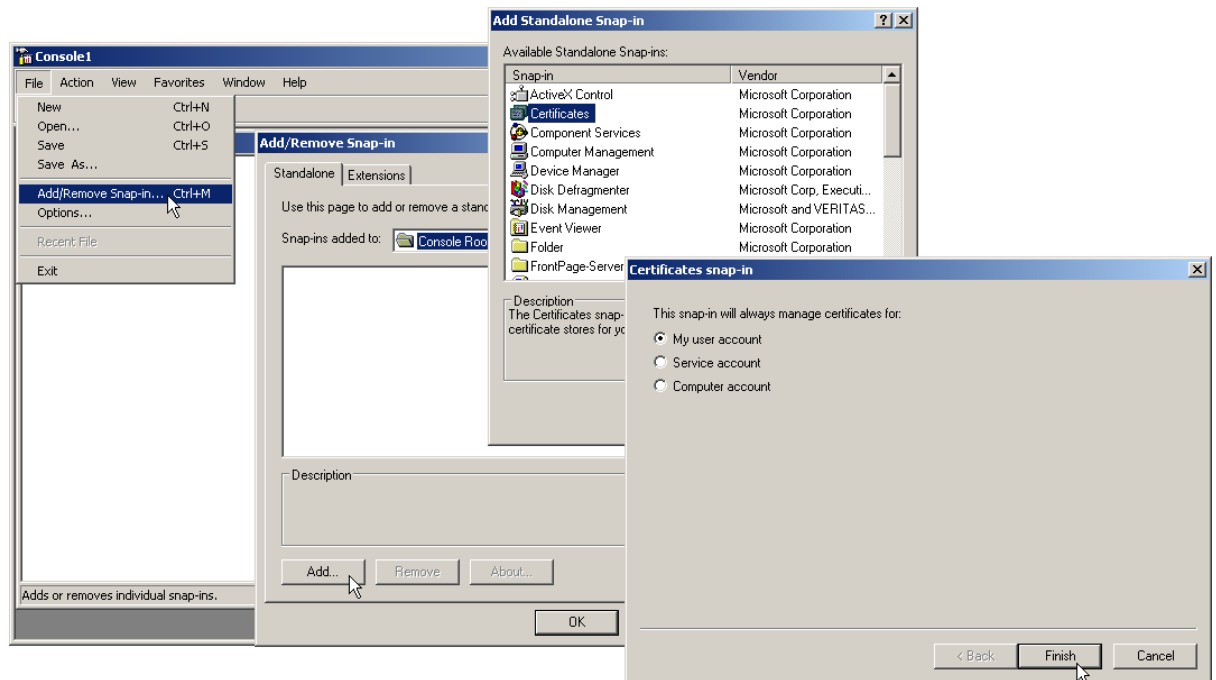 Console1
File Action View Favorites Window Help
New Ctrl+N
Open... Ctrl+O
Save Ctrl+S
Save As...
Add/Remove Snap-in... Ctrl+M
Options...
Recent File
Exit
Adds or removes individual snap-ins.
Add/Remove Snap-in
Standalone Extensions
Use this page to add or remove a stanc
Snap-ins added to: Console Roo
Description
Add... Remove About...
OK
Add Standalone Snap-in
Available Standalone Snap-ins:
Snap-in Vendor
ActiveX Control Microsoft Corporation
Certificates Microsoft Corporation
Component Services Microsoft Corporation
Computer Management Microsoft Corporation
Device Manager Microsoft Corporation
Disk Defragmenter Microsoft Corp, Executi...
Disk Management Microsoft and VERITAS...
Event Viewer Microsoft Corporation
Folder Microsoft Corporation
FrontPage-Server
Description
The Certificates snap-
certificate stores for yo
Certificates snap-in
This snap-in will always manage certificates for:
My user account
Service account
Computer account
< Back Finish Cancel